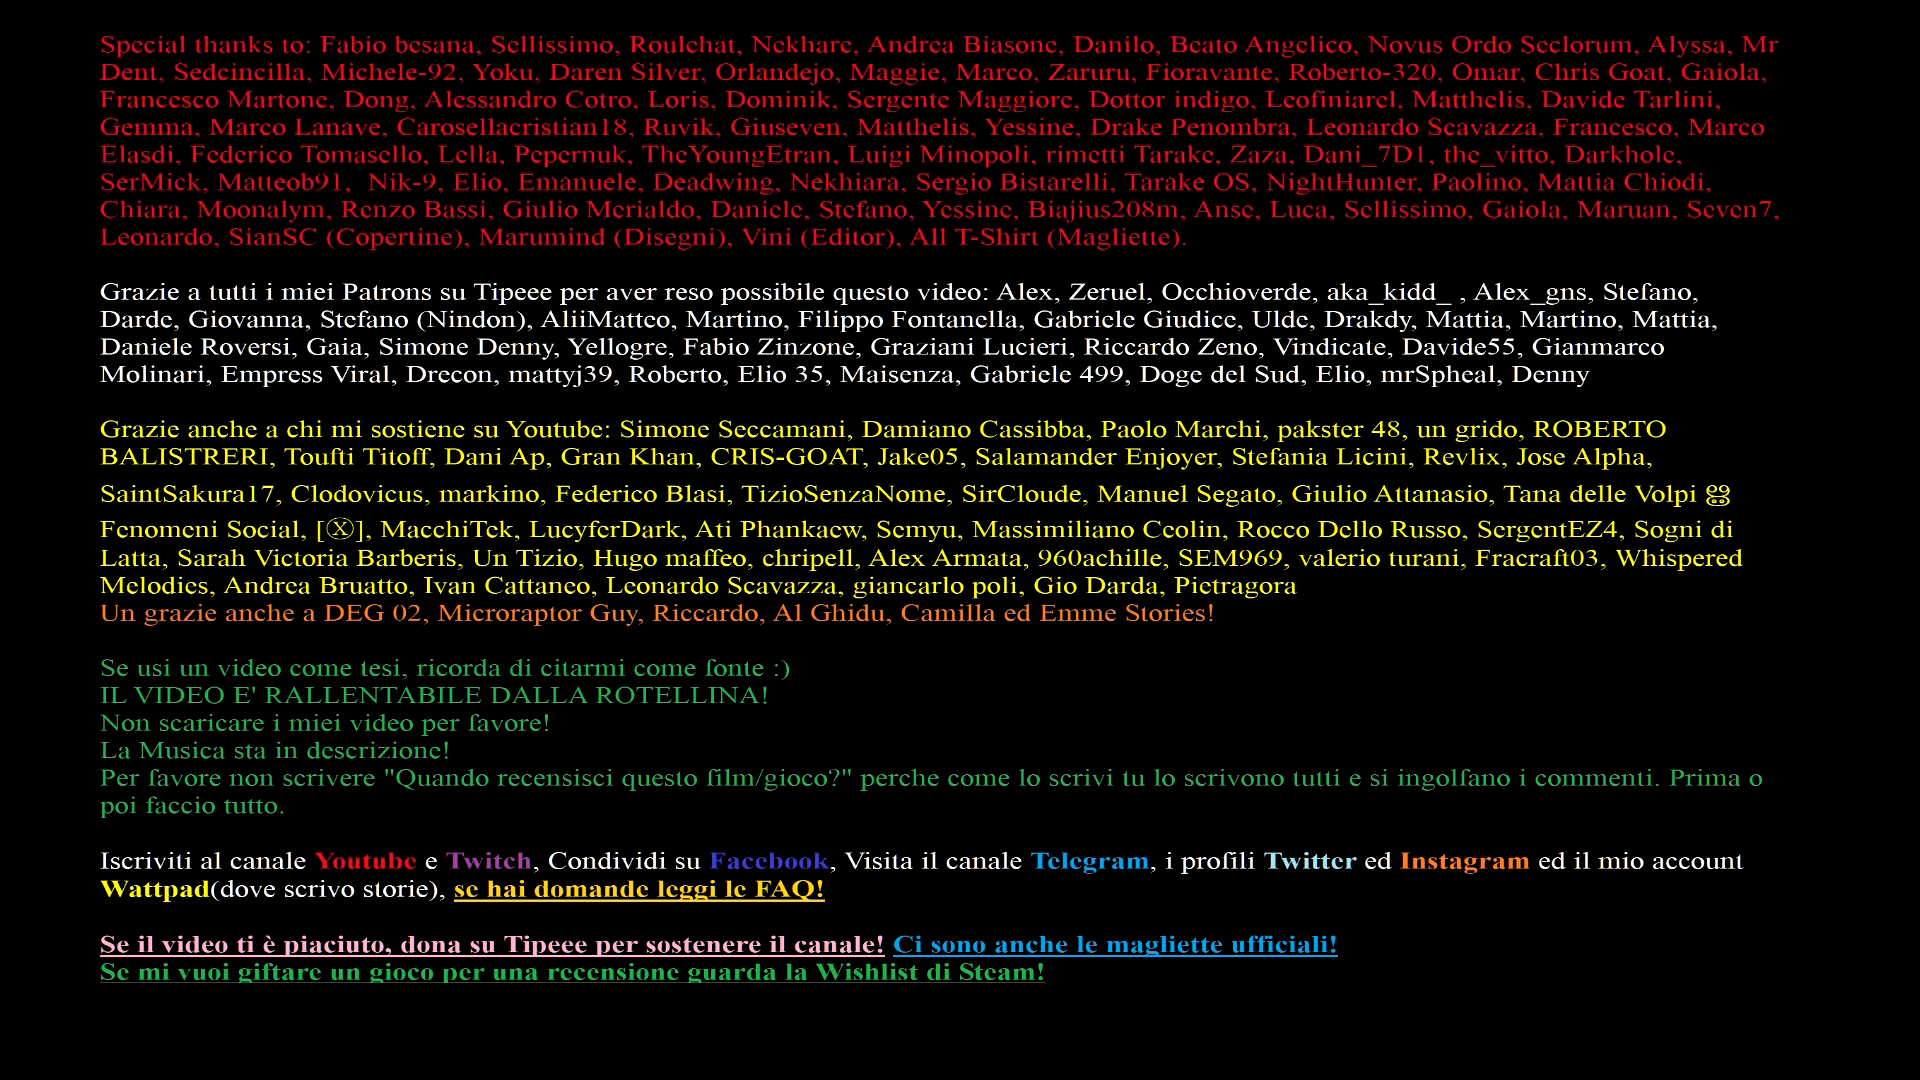 Special thanks to: Fabio besana, Sellissimo, Roulehat, Nekhare, Andrea Biasone, Danilo, Beato Angelico, Novus Ordo Seclorum, Alyssa, Mr
Dent, Sedcincilla, Michele-92, Yoku, Daren Silver, Orlandejo, Maggie, Marco, Zaruru, Fioravante, Roberto-320, Omar, Chris Goat, Gaiola,
Francesco Martone, Dong, Alessandro Cotro, Loris, Dominik, Sergente Maggiore, Dottor indigo, Leofiniarel, Matthelis, Davide Tarlini,
Gemma, Marco Lanave, Carosellacristian18, Ruvik, Giuseven, Matthelis, Yessine, Drake Penombra, Leonardo Scavazza, Francesco, Marco
Elasdi, Federico Tomasello, Lella, Pepernuk, TheYoungEtran, Luigi Minopoli, rimetti Tarake, Zaza, Dani_7D1, the_vitto, Darkhole,
SerMick, Matteob91,  Nik-9, Elio, Emanuele, Deadwing, Nekhiara, Sergio Bistarelli, Tarake OS, NightHunter, Paolino, Mattia Chiodi,
Chiara, Moonalym, Renzo Bassi, Giulio Merialdo, Daniele, Stefano, Yessine, Biajius208m, Anse, Luca, Sellissimo, Gaiola, Maruan, Seven7,
Leonardo, SianSC (Copertine), Marumind (Disegni), Vini (Editor), All T-Shirt (Magliette).
Grazie a tutti i miei Patrons su Tipeee per aver reso possibile questo video: Alex, Zeruel, Occhioverde, aka_kidd_ , Alex_gns, Stefano,
Darde, Giovanna, Stefano (Nindon), AliiMatteo, Martino, Filippo Fontanella, Gabriele Giudice, Ulde, Drakdy, Mattia, Martino, Mattia,
Daniele Roversi, Gaia, Simone Denny, Yellogre, Fabio Zinzone, Graziani Lucieri, Riccardo Zeno, Vindicate, Davide55, Gianmarco
Molinari, Empress Viral, Drecon, mattyj39, Roberto, Elio 35, Maisenza, Gabriele 499, Doge del Sud, Elio, mrSpheal, Denny
Grazie anche a chi mi sostiene su Youtube: Simone Seccamani, Damiano Cassibba, Paolo Marchi, pakster 48, un grido, ROBERTO
BALISTRERI, Toufti Titoff, Dani Ap, Gran Khan, CRIS-GOAT, Jake05, Salamander Enjoyer, Stefania Licini, Revlix, Jose Alpha,
SaintSakura17, Clodovicus, markino, Federico Blasi, TizioSenzaNome, SirCloude, Manuel Segato, Giulio Attanasio, Tana delle Volpi
Fenomeni Social, [Ⓧ], MacchiTek, LucyferDark, Ati Phankaew, Semyu, Massimiliano Ceolin, Rocco Dello Russo, SergentEZ4, Sogni di
Latta, Sarah Victoria Barberis, Un Tizio, Hugo maffeo, chripell, Alex Armata, 960achille, SEM969, valerio turani, Fracraft03, Whispered
Melodies, Andrea Bruatto, Ivan Cattaneo, Leonardo Scavazza, giancarlo poli, Gio Darda, Pietragora
Un grazie anche a DEG 02, Microraptor Guy, Riccardo, Al Ghidu, Camilla ed Emme Stories!
Se usi un video come tesi, ricorda di citarmi come fonte :)
IL VIDEO E' RALLENTABILE DALLA ROTELLINA!
Non scaricare i miei video per favore!
La Musica sta in descrizione!
Per favore non scrivere "Quando recensisci questo film/gioco?" perche come lo scrivi tu lo scrivono tutti e si ingolfano i commenti. Prima o
poi faccio tutto.
Iscriviti al canale Youtube e Twitch, Condividi su Facebook, Visita il canale Telegram, i profili Twitter ed Instagram ed il mio account
Wattpad(dove scrivo storie), se hai domande leggi le FAQ!
Se il video ti è piaciuto, dona su Tipeee per sostenere il canale! Ci sono anche le magliette ufficiali!
Se mi vuoi giftare un gioco per una recensione guarda la Wishlist di Steam!